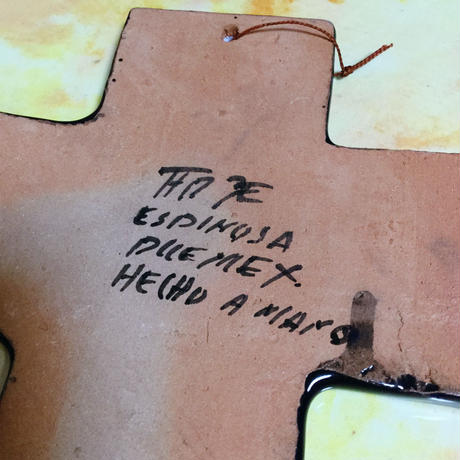 ESPINOSA
PUE MEX.
HECHO A MANO